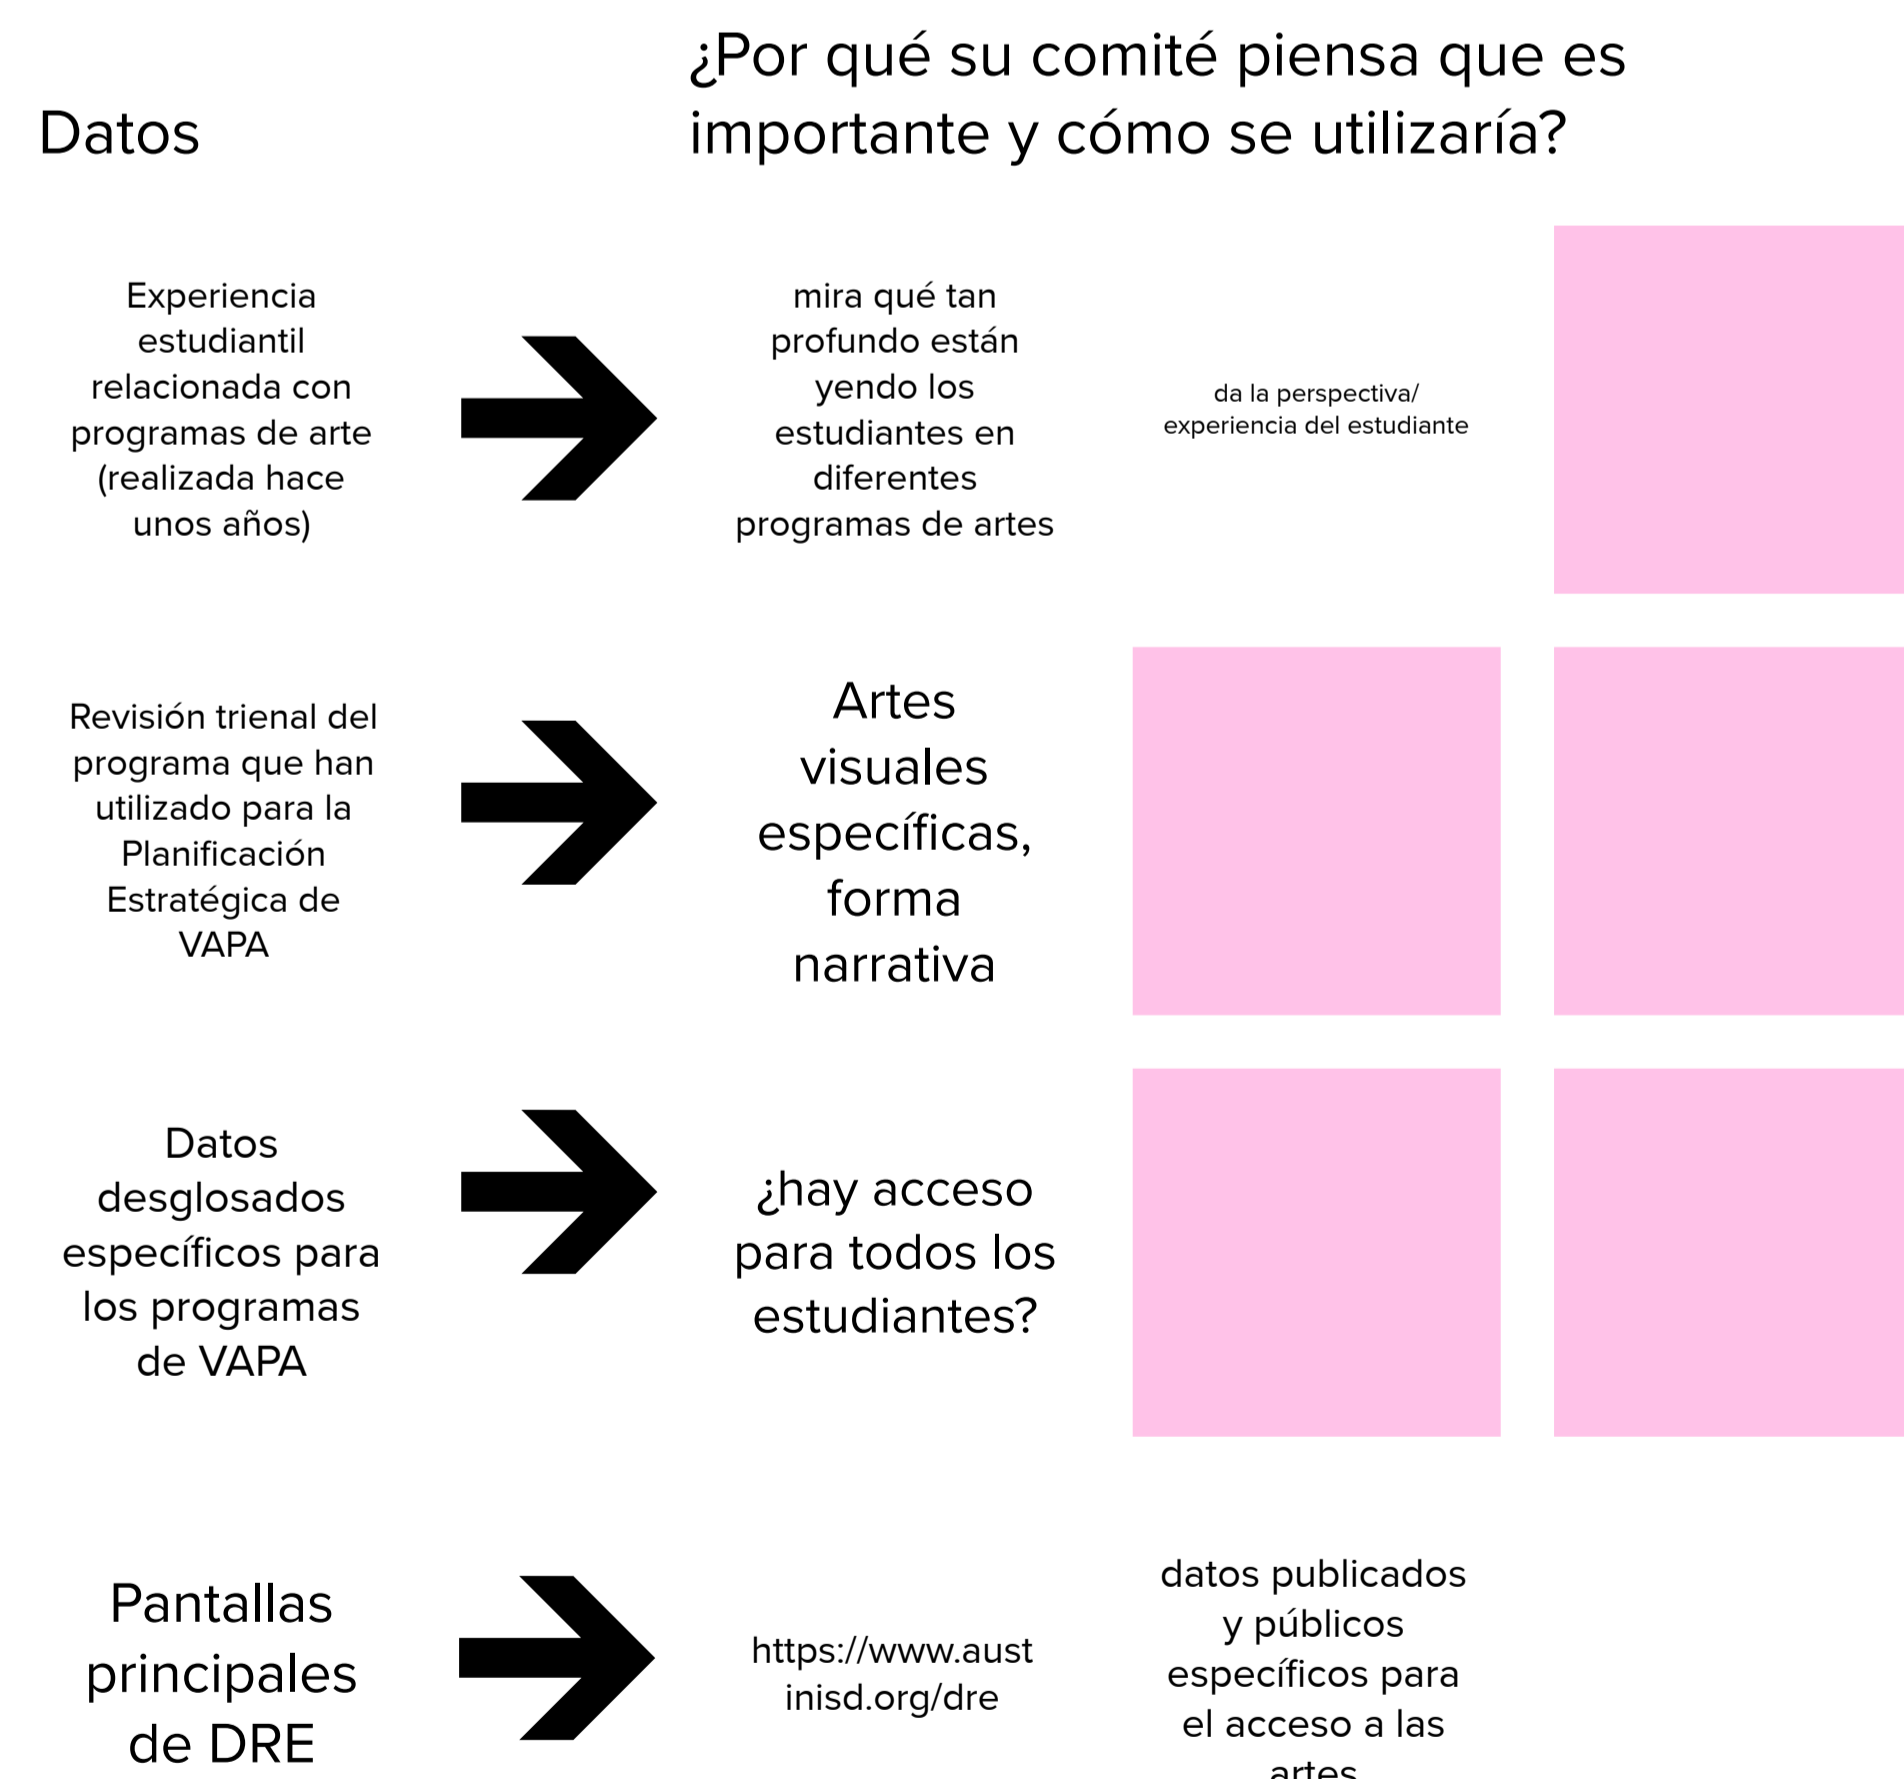 Datos
¿Por qué su comité piensa que es
importante y cómo se utilizaría?
Experiencia
estudiantil
relacionada con
programas de arte
(realizada hace
unos años)
mira qué tan
profundo están
yendo los
estudiantes en
diferentes
programas de artes
da la perspectiva/
experiencia del estudiante
Revisión trienal del
programa que han
utilizado para la
Planificación
Estratégica de
VAPA
Artes
visuales
específicas,
forma
narrativa
Datos
desglosados
específicos para
los programas
de VAPA
¿hay acceso
para todos los
estudiantes?
Pantallas
principales
de DRE
https://www.aust
inisd.org/dre
datos publicados
y públicos
específicos para
el acceso a las
artes